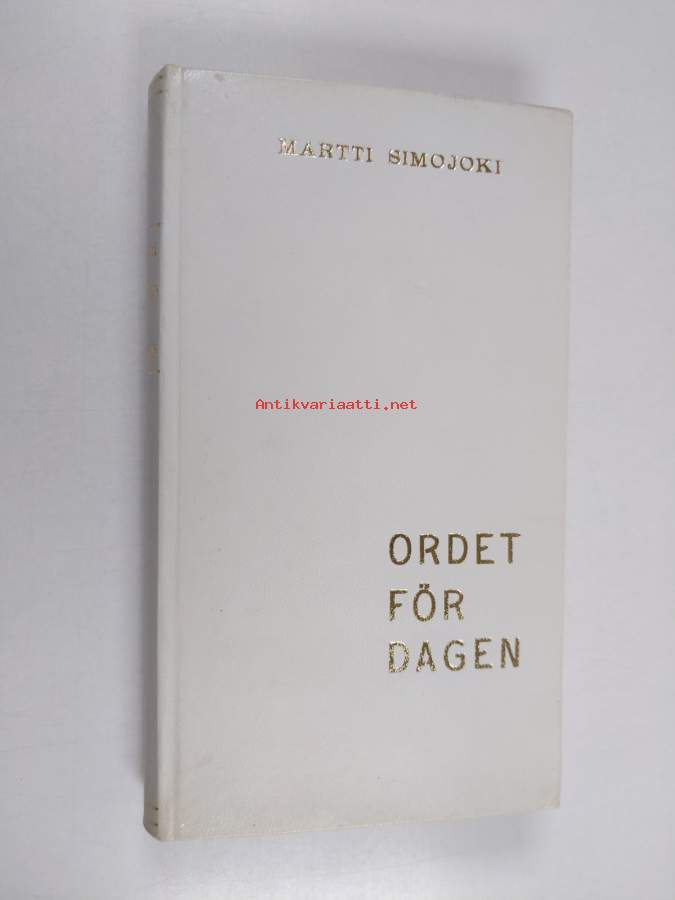 MARTTI SIMOJOKI
Antikvariaatti.net
ORDET
FÖR
DAGEN